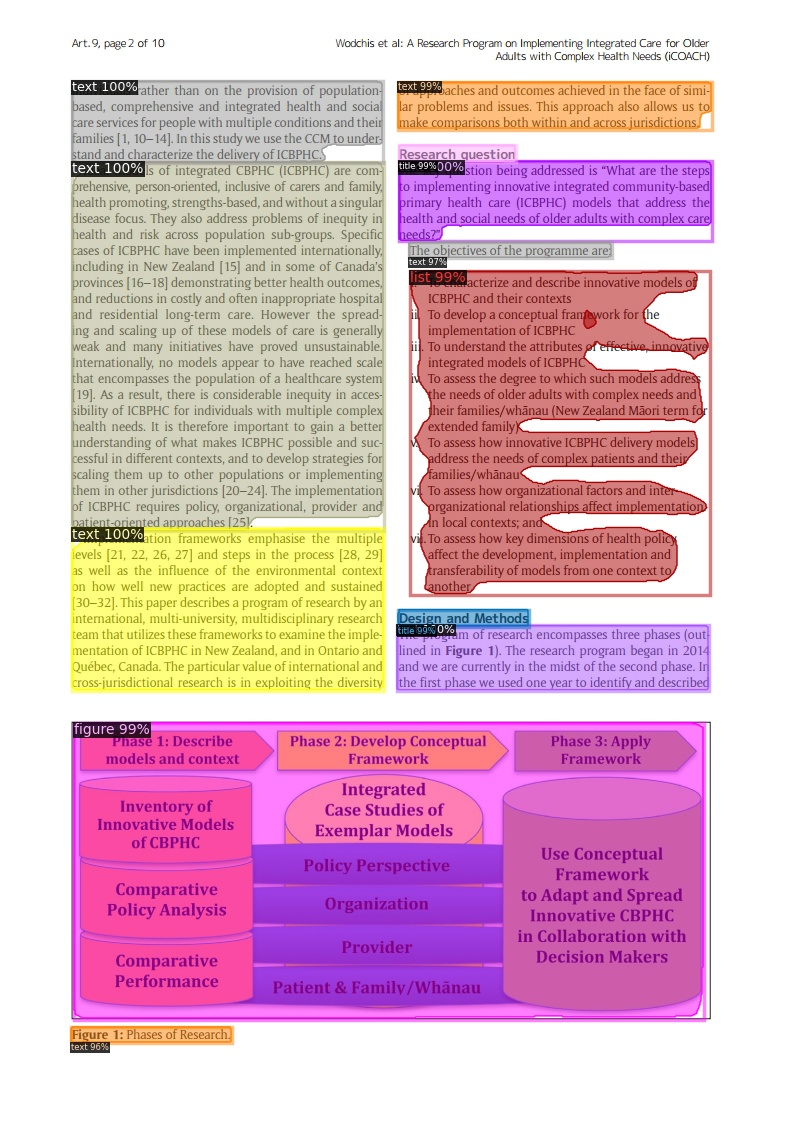 Art. 9, page 2 of 10
Wodchis et al: A Research Program on Implementing Integrated Care for Older
Adults with Complex Health Needs (iCOACH)
text 100%
rather than on the provision of population-
based, comprehensive and integrated health and social
care services for people with multiple conditions and their
families [1, 10–14]. In this study we use the CCM to under-
stand and characterize the delivery of ICBPHC.
text 100%
of integrated CBPHC (ICBPHC) are com-
prehensive, person-oriented, inclusive of carers and family,
health promoting, strengths-based, and without a singular
disease focus. They also address problems of inequity in
health and risk across population sub-groups. Specific
cases of ICBPHC have been implemented internationally,
including in New Zealand [15] and in some of Canada's
provinces [16–18] demonstrating better health outcomes,
and reductions in costly and often inappropriate hospital
and residential long-term care. However the spread-
ing and scaling up of these models of care is generally
weak and many initiatives have proved unsustainable.
Internationally, no models appear to have reached scale
that encompasses the population of a healthcare system
[19]. As a result, there is considerable inequity in acces-
sibility of ICBPHC for individuals with multiple complex
health needs. It is therefore important to gain a better
understanding of what makes ICBPHC possible and suc-
cessful in different contexts, and to develop strategies for
scaling them up to other populations or implementing
them in other jurisdictions [20–24]. The implementation
of ICBPHC requires policy, organizational, provider and
patient-oriented approaches [25].
text 100%
frameworks emphasise the multiple
levels [21, 22, 26, 27] and steps in the process [28, 29]
as well as the influence of the environmental context
on how well new practices are adopted and sustained
[30–32]. This paper describes a program of research by an
international, multi-university, multidisciplinary research
team that utilizes these frameworks to examine the imple-
mentation of ICBPHC in New Zealand, and in Ontario and
Québec, Canada. The particular value of international and
cross-jurisdictional research is in exploiting the diversity
text 99%
approaches and outcomes achieved in the face of simi-
lar problems and issues. This approach also allows us to
make comparisons both within and across jurisdictions.
Research question
title 99%
question being addressed is “What are the steps
to implementing innovative integrated community-based
primary health care (ICBPHC) models that address the
health and social needs of older adults with complex care
needs?”
The objectives of the programme are:
text 97%
list 99%
characterize and describe innovative models of
ICBPHC and their contexts
To develop a conceptual framework for the
implementation of ICBPHC
To understand the attributes of effective, innovative
integrated models of ICBPHC
To assess the degree to which such models address
the needs of older adults with complex needs and
their families/whānau (New Zealand Māori term for
extended family)
To assess how innovative ICBPHC delivery models
address the needs of complex patients and their
families/whānau
To assess how organizational factors and inter-
organizational relationships affect implementation
in local contexts; and
To assess how key dimensions of health policy
affect the development, implementation and
transferability of models from one context to
another
Design and Methods
title 99%
program of research encompasses three phases (out-
lined in Figure 1). The research program began in 2014
and we are currently in the midst of the second phase. In
the first phase we used one year to identify and described
figure 99%
Phase 1: Describe
models and context
Phase 2: Develop Conceptual
Framework
Phase 3: Apply
Framework
Inventory of
Innovative Models
of CBPHC
Comparative
Policy Analysis
Comparative
Performance
Integrated
Case Studies of
Exemplar Models
Policy Perspective
Organization
Provider
Patient & Family/Whānau
Use Conceptual
Framework
to Adapt and Spread
Innovative CBPHC
in Collaboration with
Decision Makers
Figure 1: Phases of Research.
text 96%